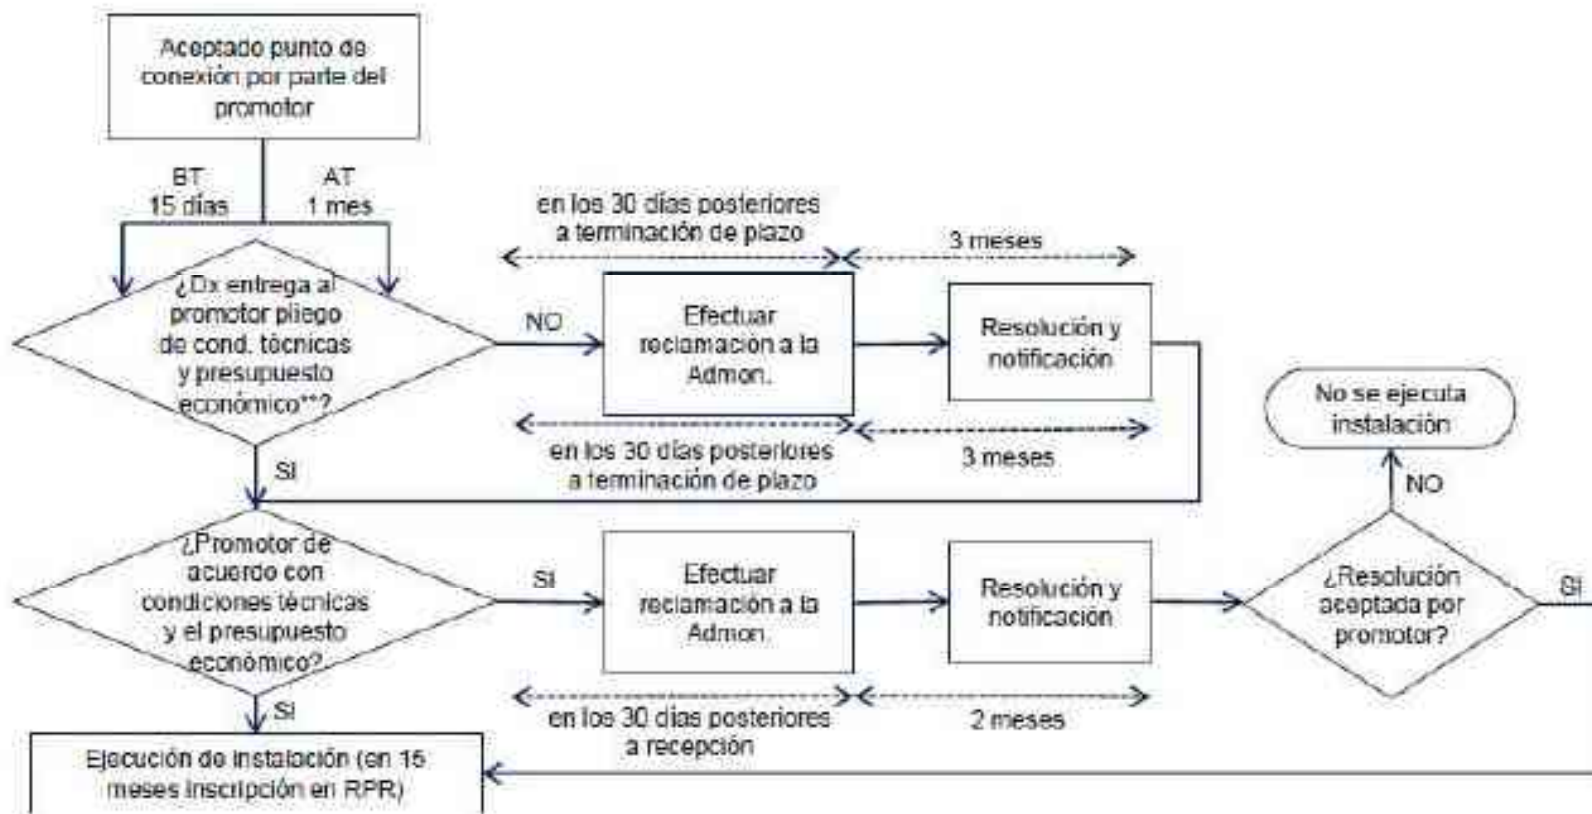 Aceptado punto de
conexión por parte del
promotor
BT
15 días
AT
1 mes
¿Dx entrega al
promotor pliego
de cond. técnicas
y presupuesto
económico**?
NO
en los 30 días posteriores
a terminación de plazo
3 meses
Efectuar
reclamación a la
Admon.
Resolución y
notificación
en los 30 días posteriores
a terminación de plazo
3 meses
SI
No se ejecuta
instalación
NO
¿Promotor de
acuerdo con
condiciones técnicas
y el presupuesto
económico?
SI
Efectuar
reclamación a la
Admon.
Resolución y
notificación
¿Resolución
aceptada por
promotor?
SI
en los 30 días posteriores
a recepción
2 meses
SI
Ejecución de instalación (en 15
meses inscripción en RPR)